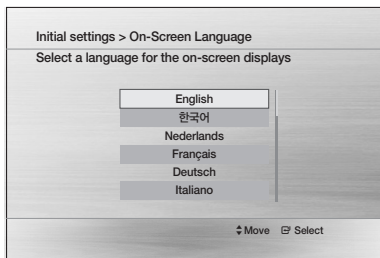 Initial settings > On-Screen Language
Select a language for the on-screen displays
English
한국어
Nederlands
Français
Deutsch
Italiano
Move Select